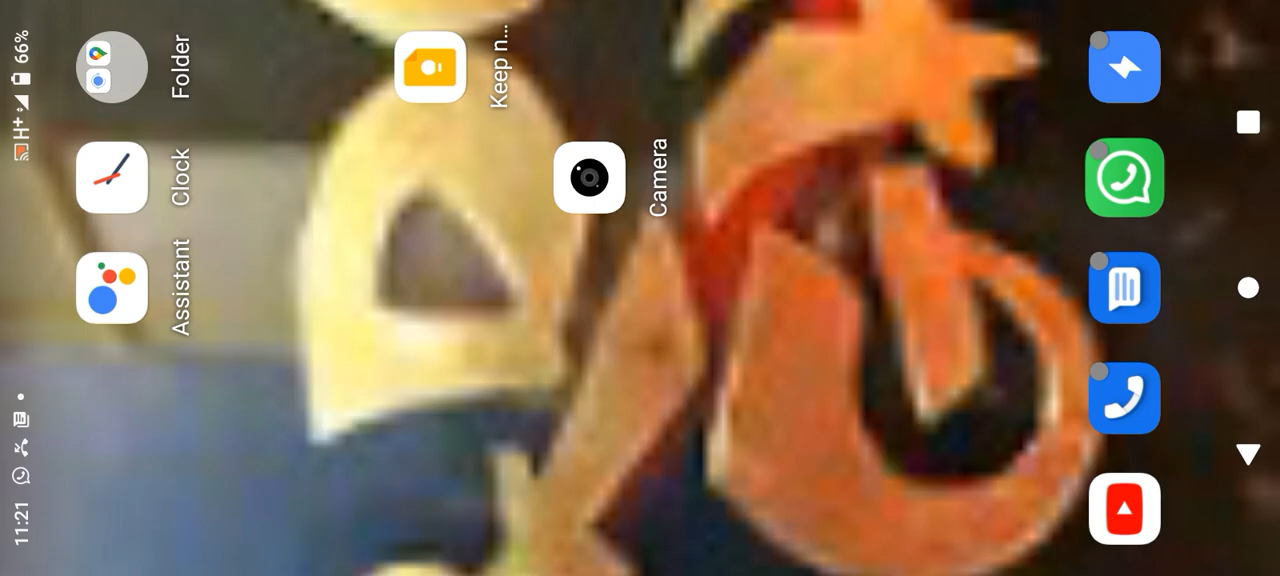 11:21 H+ 66%
Assistant Clock Folder
Keep n...
Camera